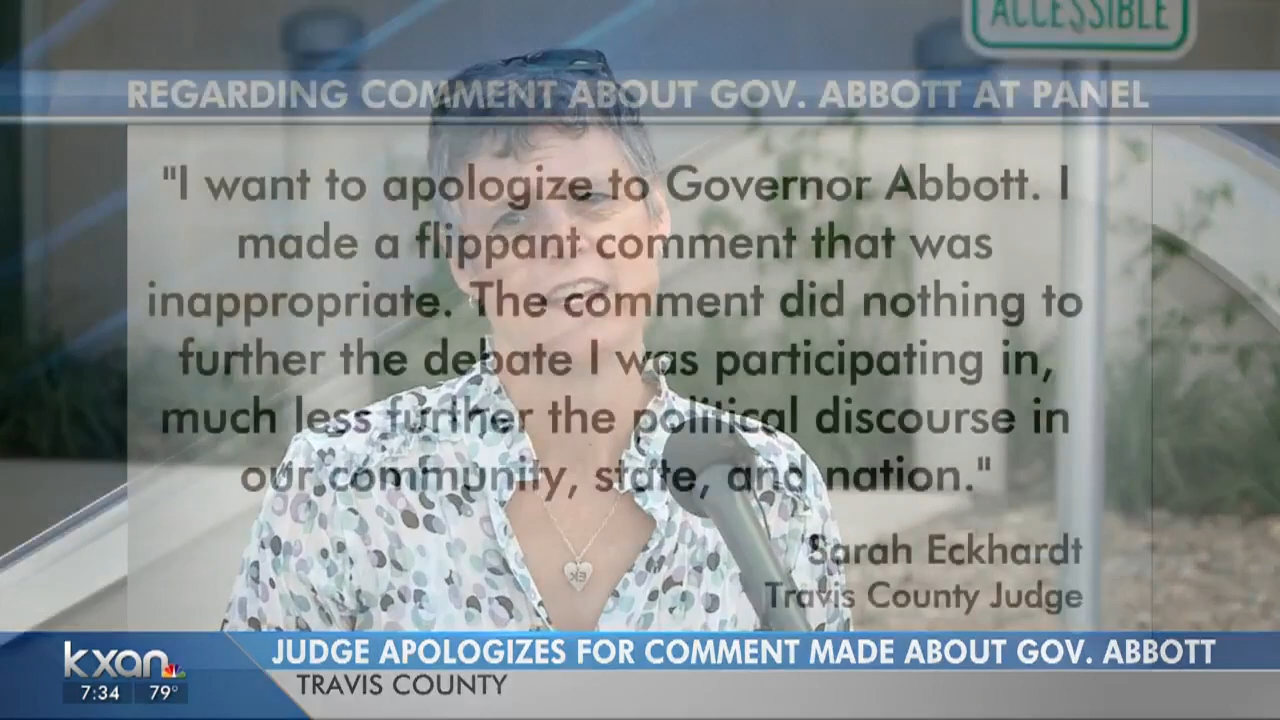 ACCESSIBLE
REGARDING COMMENT ABOUT GOV. ABBOTT AT PANEL
"I want to apologize to Governor Abbott. I
made a flippant comment that was
inappropriate. The comment did nothing to
further the debate I was participating in,
much less further the political discourse in
our community, state, and nation."
Sarah Eckhardt
Travis County Judge
JUDGE APOLOGIZES FOR COMMENT MADE ABOUT GOV. ABBOTT
TRAVIS COUNTY
kxan
7:34 79°